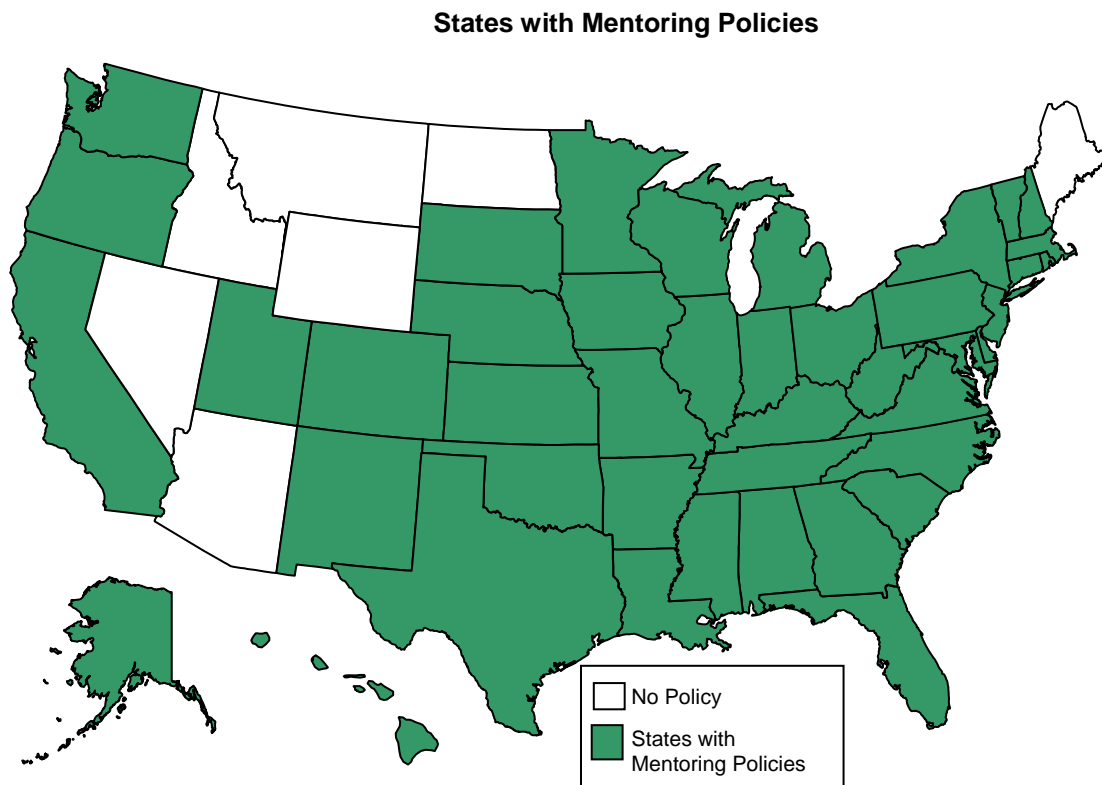 States with Mentoring Policies
No Policy
States with
Mentoring Policies